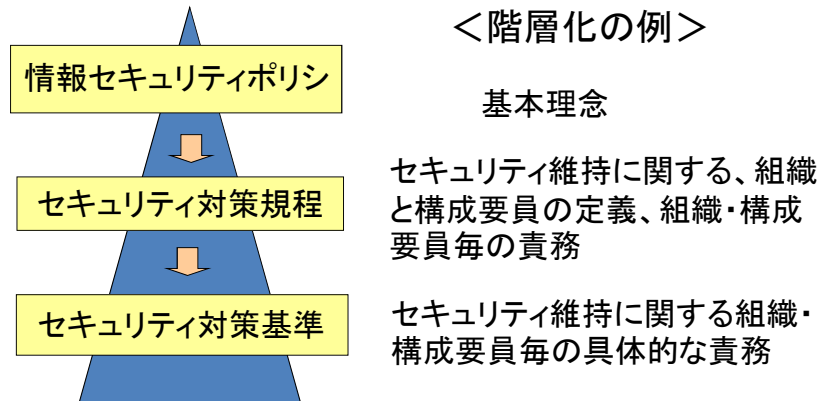 ＜階層化の例＞
情報セキュリティポリシ
基本理念
セキュリティ対策規程
セキュリティ維持に関する、組織
と構成要員の定義、組織・構成
要員毎の責務
セキュリティ対策基準
セキュリティ維持に関する組織・
構成要員毎の具体的な責務